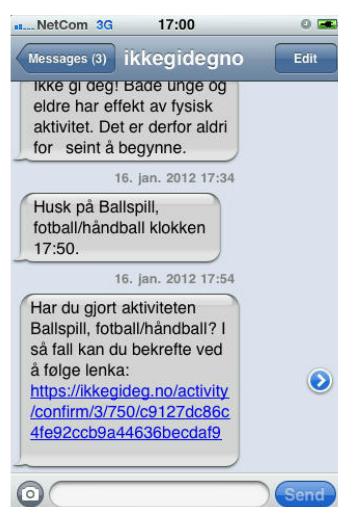 NetCom 3G 17:00
Messages (3) ikkegidegno Edit
Ikke gi deg! Både unge og
eldre har effekt av fysisk
aktivitet. Det er derfor aldri
for seint å begynne.
16. jan. 2012 17:34
Husk på Ballspill,
fotball/håndball klokken
17:50.
16. jan. 2012 17:54
Har du gjort aktiviteten
Ballspill, fotball/håndball? I
så fall kan du bekrefte ved
å følge lenka:
https://ikkegideg.no/activity
/confirm/3/750/c9127dc86c
4fe92ccb9a44636becdaf9
Send